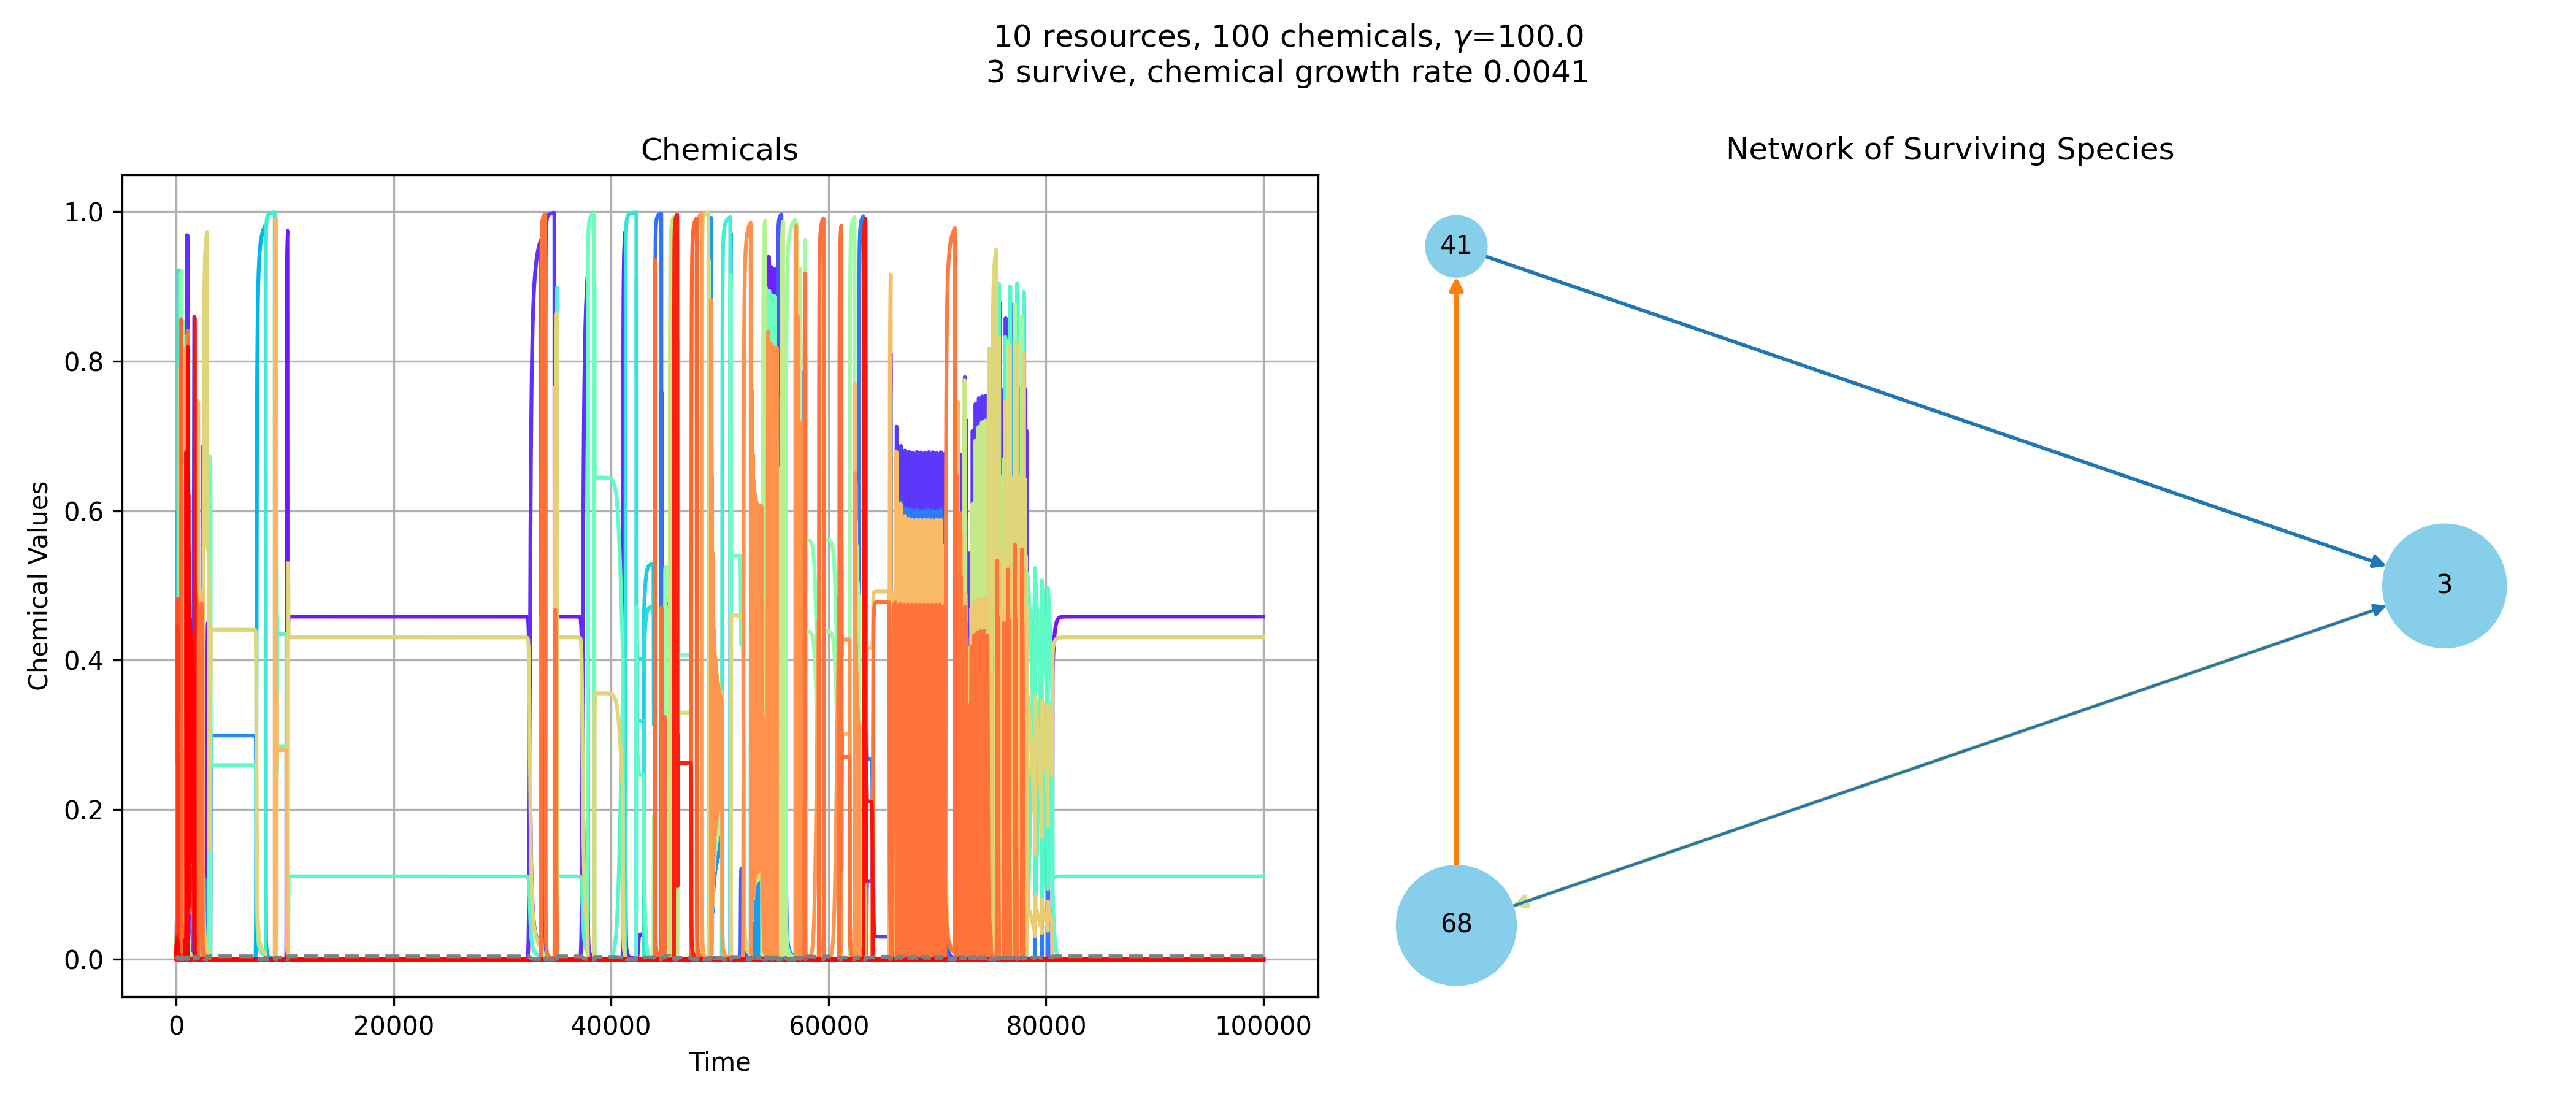 10 resources, 100 chemicals, γ=100.0
3 survive, chemical growth rate 0.0041
Chemicals
Network of Surviving Species
Chemical Values
1.0
0.8
0.6
0.4
0.2
0.0
0 20000 40000 60000 80000 100000
Time
41
3
68